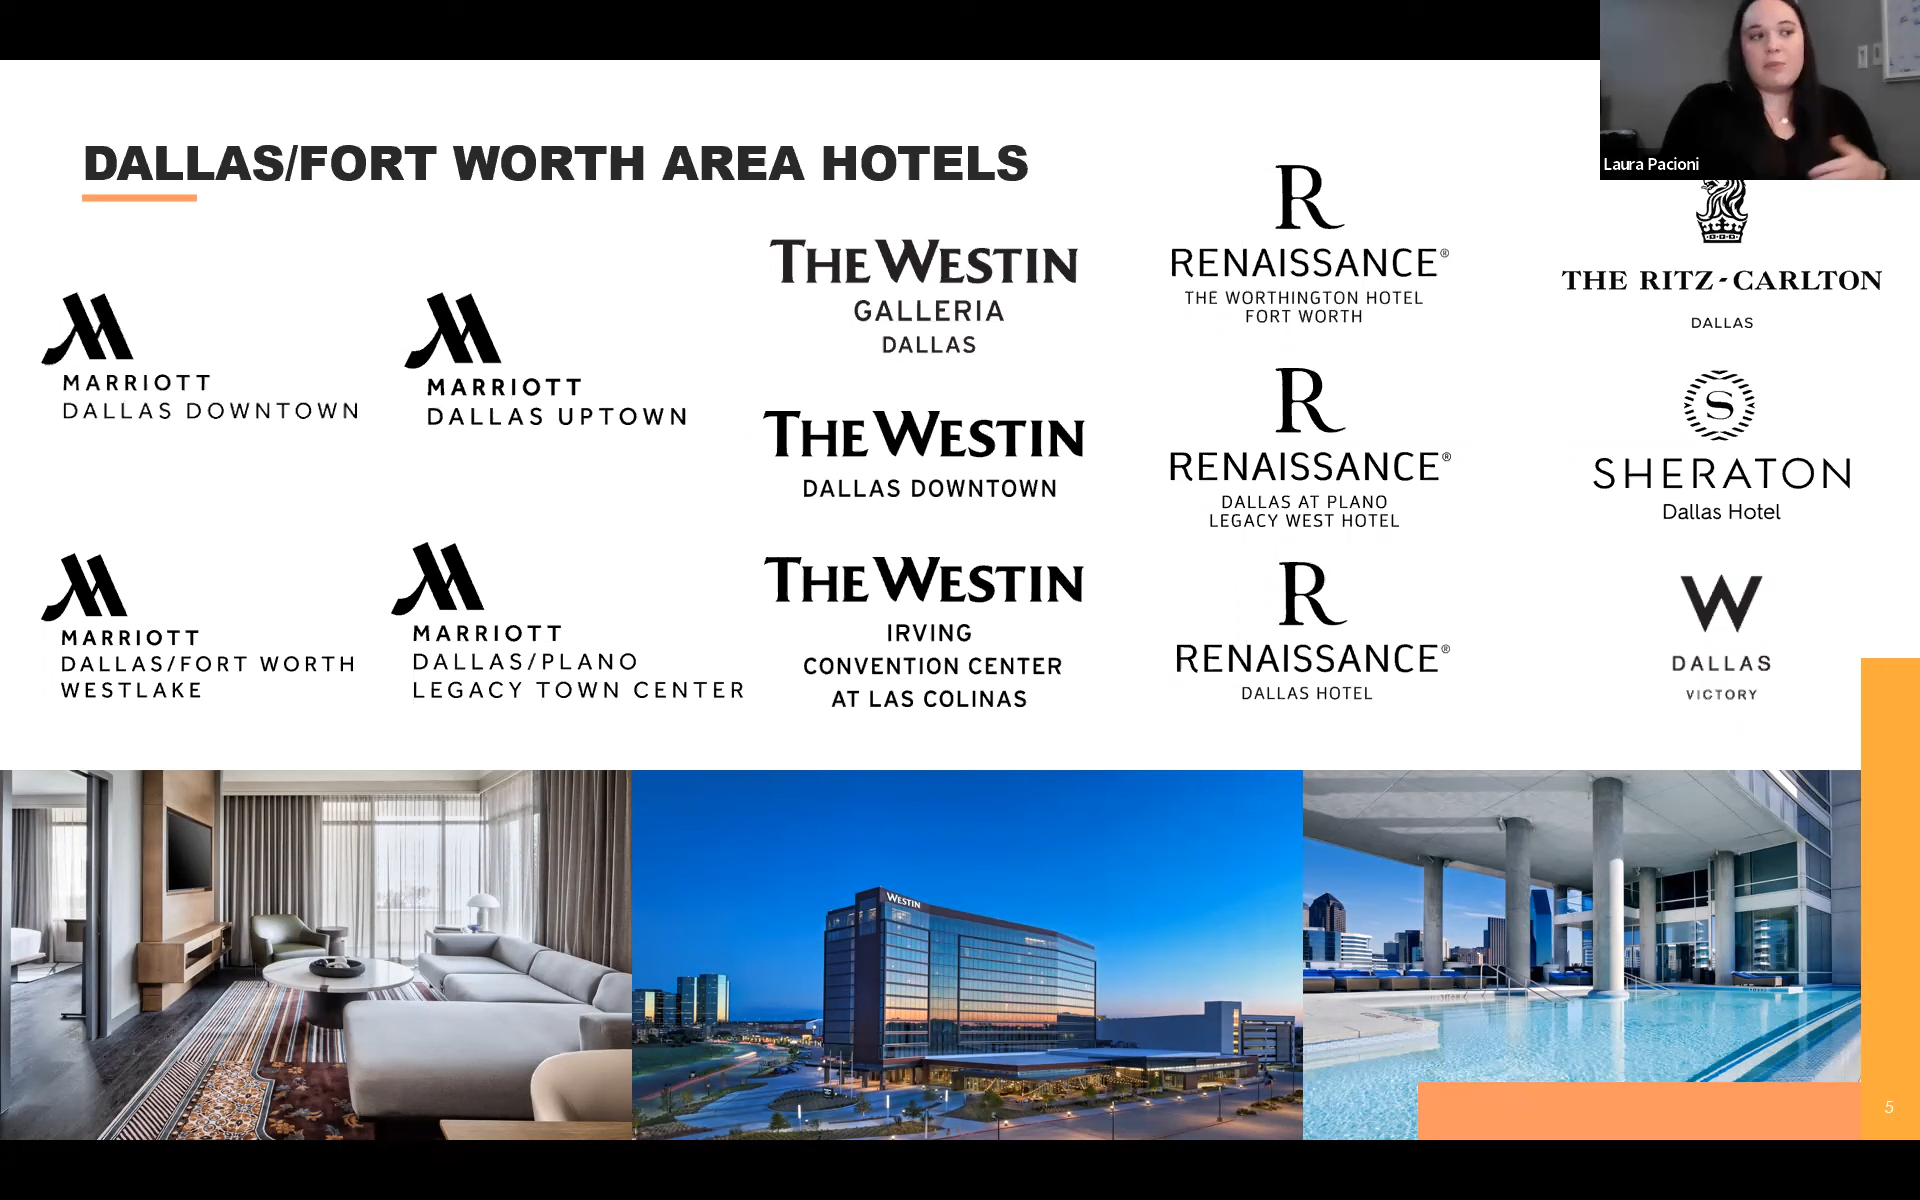 Laura Pacioni
DALLAS/FORT WORTH AREA HOTELS
MARRIOTT
DALLAS DOWNTOWN
MARRIOTT
DALLAS UPTOWN
MARRIOTT
DALLAS/FORT WORTH
WESTLAKE
MARRIOTT
DALLAS/PLANO
LEGACY TOWN CENTER
THE WESTIN
GALLERIA
DALLAS
THE WESTIN
DALLAS DOWNTOWN
THE WESTIN
IRVING
CONVENTION CENTER
AT LAS COLINAS
R
RENAISSANCE®
THE WORTHINGTON HOTEL
FORT WORTH
R
RENAISSANCE®
DALLAS AT PLANO
LEGACY WEST HOTEL
R
RENAISSANCE®
DALLAS HOTEL
THE RITZ-CARLTON
DALLAS
S
SHERATON
Dallas Hotel
W
DALLAS
VICTORY
WESTIN
5